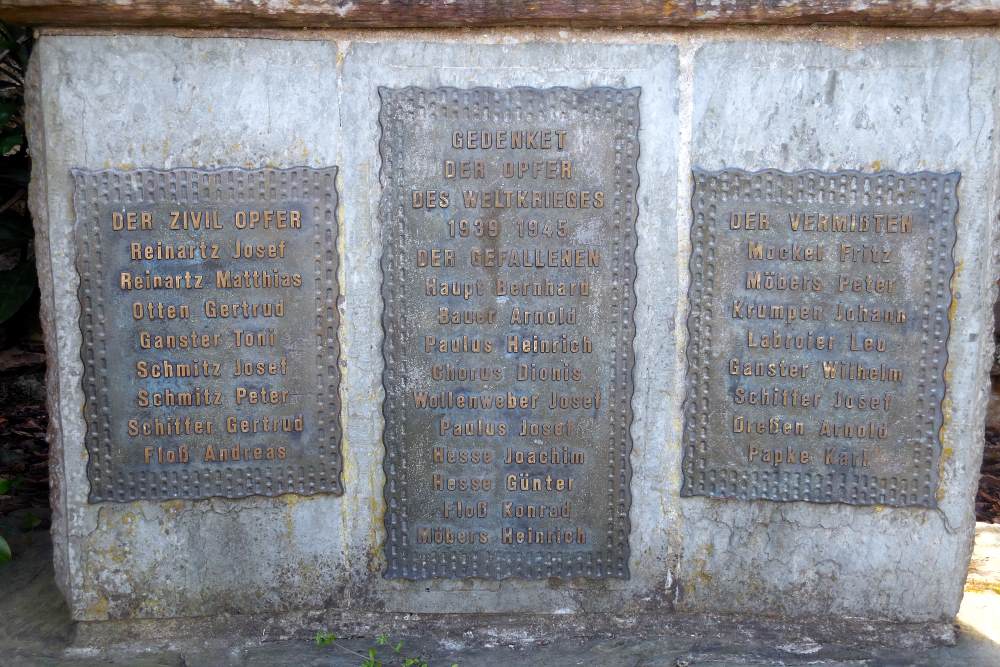 DER ZIVIL OPFER
Reinartz Josef
Reinartz Matthias
Otten Gertrud
Ganster Toni
Schmitz Josef
Schmitz Peter
Schiffer Gertrud
Floß Andreas
GEDENKET
DER OPFER
DES WELTKRIEGES
1939 1945
DER GEFALLENEN
Haupt Bernhard
Bauer Arnold
Paulus Heinrich
Chorus Dionis
Wollenweber Josef
Paulus Josef
Hesse Joachim
Hesse Günter
Floß Konrad
Möbers Heinrich
DER VERMIßTEN
Mockel Fritz
Möbers Peter
Krumpen Johann
Labroier Leo
Ganster Wilhelm
Schiffer Josef
Dreßen Arnold
Papke Karl